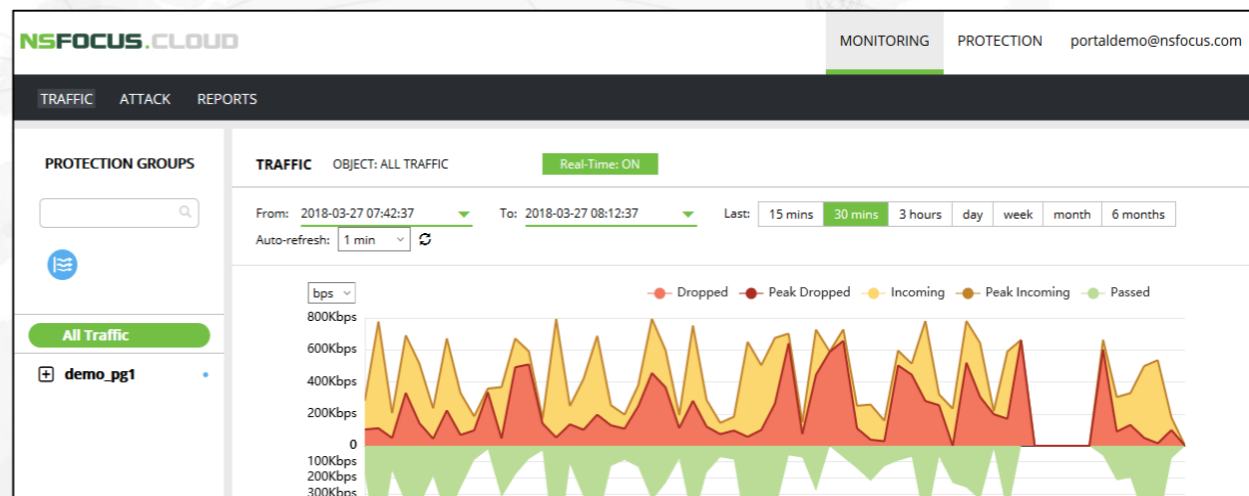 NSFOCUS.CLOUD
MONITORING PROTECTION portaldemo@nsfocus.com
TRAFFIC ATTACK REPORTS
PROTECTION GROUPS
All Traffic
demo_pg1
TRAFFIC OBJECT: ALL TRAFFIC Real-Time: ON
From: 2018-03-27 07:42:37 To: 2018-03-27 08:12:37 Last: 15 mins 30 mins 3 hours day week month 6 months
Auto-refresh: 1 min
bps Dropped Peak Dropped Incoming Peak Incoming Passed
800Kbps
600Kbps
400Kbps
200Kbps
0
100Kbps
200Kbps
300Kbps